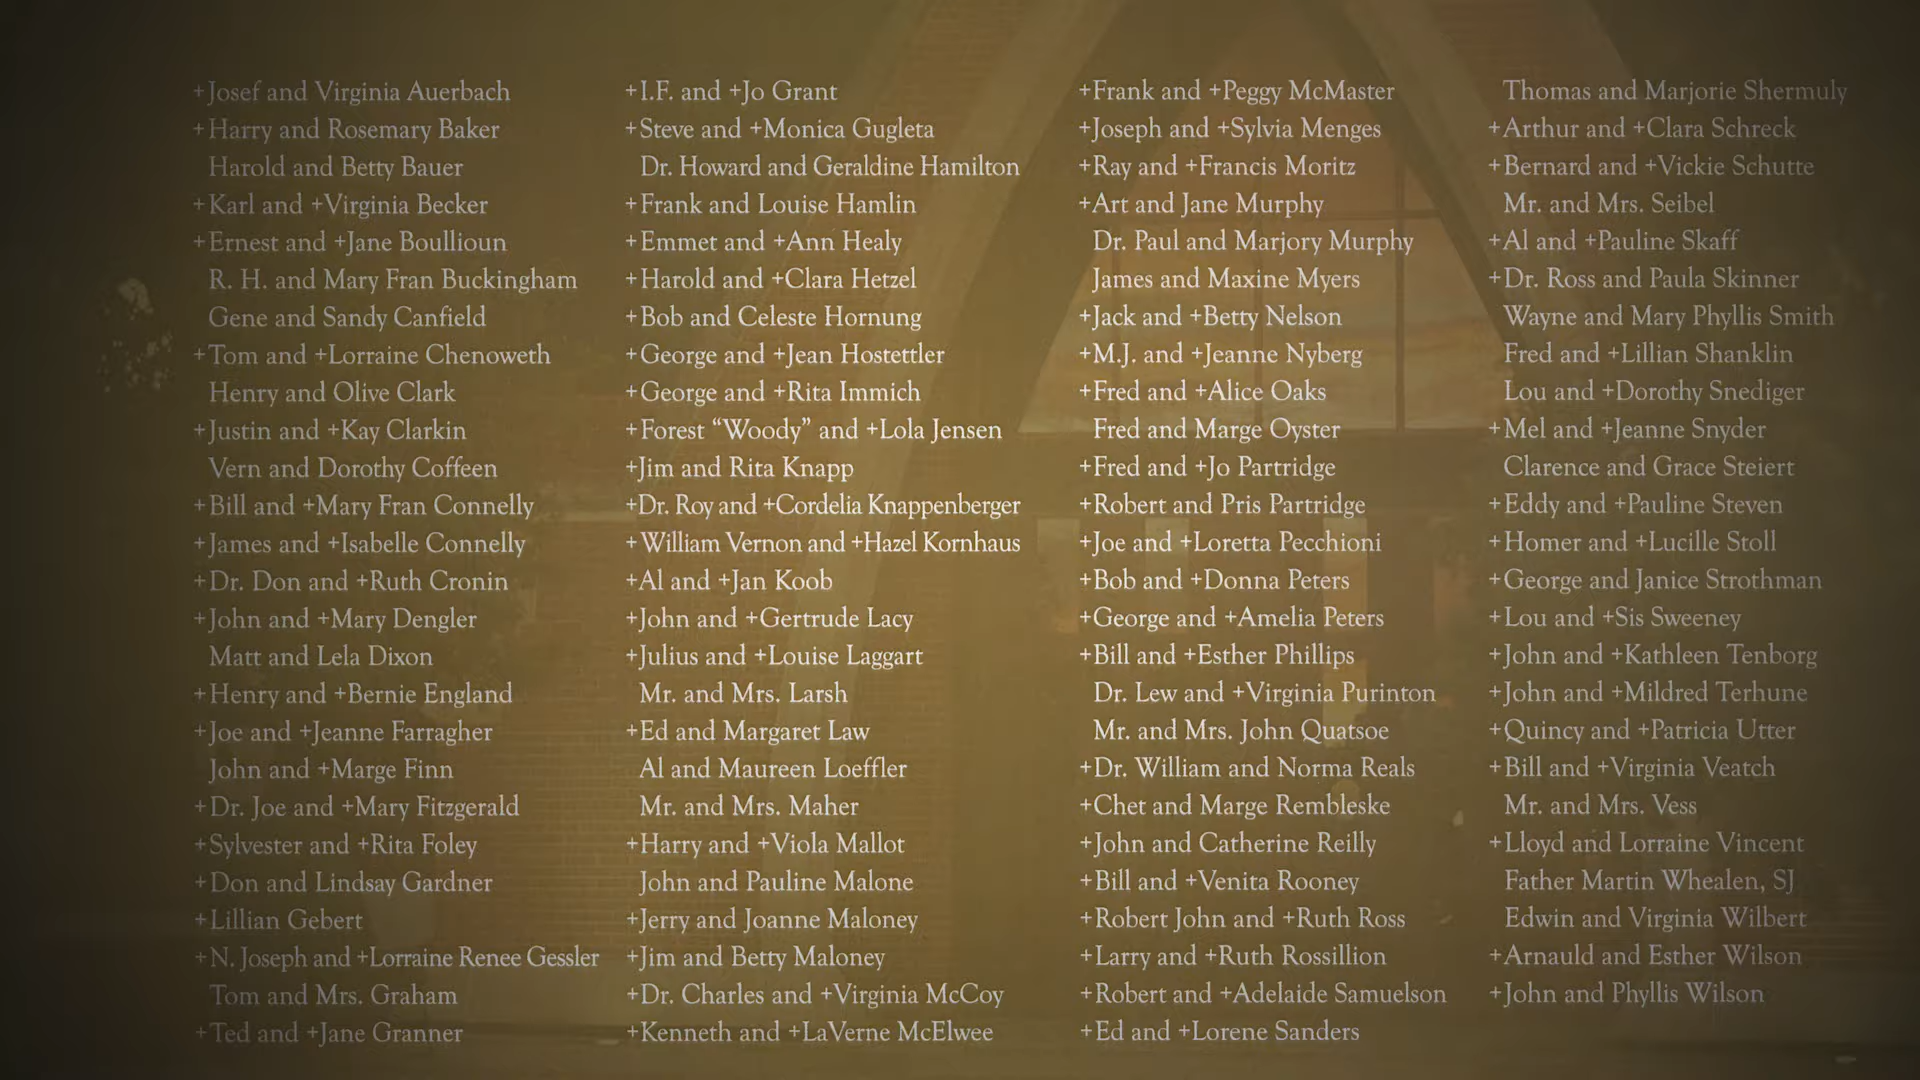 +Josef and Virginia Auerbach
+Harry and Rosemary Baker
Harold and Betty Bauer
+Karl and +Virginia Becker
+Ernest and +Jane Boullioun
R. H. and Mary Fran Buckingham
Gene and Sandy Canfield
+Tom and +Lorraine Chenoweth
Henry and Olive Clark
+Justin and +Kay Clarkin
Vern and Dorothy Coffeen
+Bill and +Mary Fran Connelly
+James and +Isabelle Connelly
+Dr. Don and +Ruth Cronin
+John and +Mary Dengler
Matt and Lela Dixon
+Henry and +Bernie England
+Joe and +Jeanne Farragher
John and +Marge Finn
+Dr. Joe and +Mary Fitzgerald
+Sylvester and +Rita Foley
+Don and Lindsay Gardner
+Lillian Gebert
+N. Joseph and +Lorraine Renee Gessler
Tom and Mrs. Graham
+Ted and +Jane Granner
+I.F. and +Jo Grant
+Steve and +Monica Gugleta
Dr. Howard and Geraldine Hamilton
+Frank and Louise Hamlin
+Emmet and +Ann Healy
+Harold and +Clara Hetzel
+Bob and Celeste Hornung
+George and +Jean Hostettler
+George and +Rita Immich
+Forest “Woody” and +Lola Jensen
+Jim and Rita Knapp
+Dr. Roy and +Cordelia Knappenberger
+William Vernon and +Hazel Kornhaus
+Al and +Jan Koob
+John and +Gertrude Lacy
+Julius and +Louise Laggart
Mr. and Mrs. Larsh
+Ed and Margaret Law
Al and Maureen Loeffler
Mr. and Mrs. Maher
+Harry and +Viola Mallot
John and Pauline Malone
+Jerry and Joanne Maloney
+Jim and Betty Maloney
+Dr. Charles and +Virginia McCoy
+Kenneth and +LaVerne McElwee
+Frank and +Peggy McMaster
+Joseph and +Sylvia Menges
+Ray and +Francis Moritz
+Art and Jane Murphy
Dr. Paul and Marjory Murphy
James and Maxine Myers
+Jack and +Betty Nelson
+M.J. and +Jeanne Nyberg
+Fred and +Alice Oaks
Fred and Marge Oyster
+Fred and +Jo Partridge
+Robert and Pris Partridge
+Joe and +Loretta Pecchioni
+Bob and +Donna Peters
+George and +Amelia Peters
+Bill and +Esther Phillips
Dr. Lew and +Virginia Purinton
Mr. and Mrs. John Quatsoe
+Dr. William and Norma Reals
+Chet and Marge Rembleske
+John and Catherine Reilly
+Bill and +Venita Rooney
+Robert John and +Ruth Ross
+Larry and +Ruth Rossillion
+Robert and +Adelaide Samuelson
+Ed and +Lorene Sanders
Thomas and Marjorie Shermuly
+Arthur and +Clara Schreck
+Bernard and +Vickie Schutte
Mr. and Mrs. Seibel
+Al and +Pauline Skaff
+Dr. Ross and Paula Skinner
Wayne and Mary Phyllis Smith
Fred and +Lillian Shanklin
Lou and +Dorothy Snediger
+Mel and +Jeanne Snyder
Clarence and Grace Steiert
+Eddy and +Pauline Steven
+Homer and +Lucille Stoll
+George and Janice Strothman
+Lou and +Sis Sweeney
+John and +Kathleen Tenborg
+John and +Mildred Terhune
+Quincy and +Patricia Utter
+Bill and +Virginia Veatch
Mr. and Mrs. Vess
+Lloyd and Lorraine Vincent
Father Martin Whealen, SJ
Edwin and Virginia Wilbert
+Arnauld and Esther Wilson
+John and Phyllis Wilson